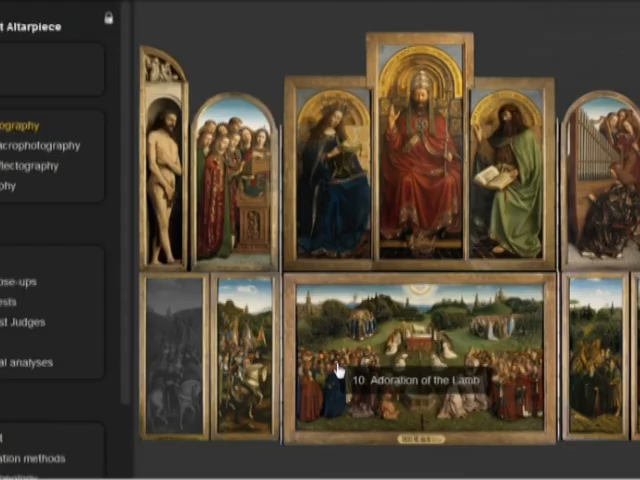 t Altarpiece
ography
acrophotography
flectography
phy
ose-ups
ests
st Judges
al analyses
t
ation methods
10. Adoration of the Lamb